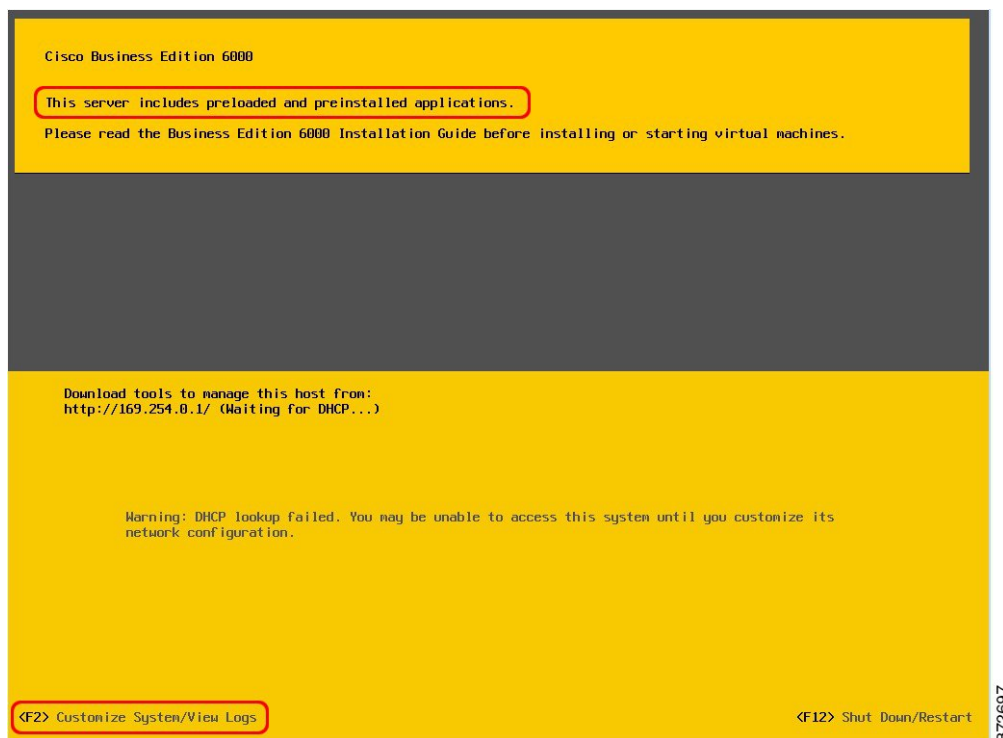 Cisco Business Edition 6000
This server includes preloaded and preinstalled applications.
Please read the Business Edition 6000 Installation Guide before installing or starting virtual machines.
Download tools to manage this host from:
http://169.254.0.1/ (Waiting for DHCP...)
Warning: DHCP lookup failed. You may be unable to access this system until you customize its
network configuration.
<F2> Customize System/View Logs
<F12> Shut Down/Restart
372697